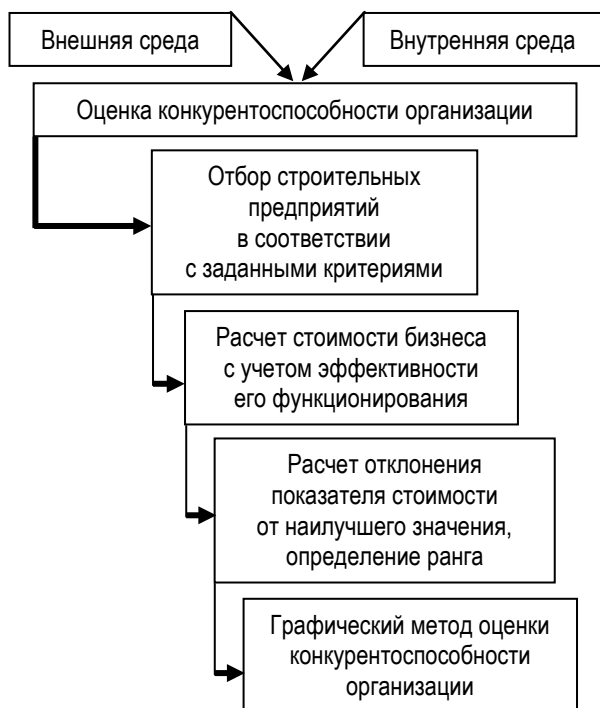 Внешняя среда
Внутренняя среда
Оценка конкурентоспособности организации
Отбор строительных
предприятий
в соответствии
с заданными критериями
Расчет стоимости бизнеса
с учетом эффективности
его функционирования
Расчет отклонения
показателя стоимости
от наилучшего значения,
определение ранга
Графический метод оценки
конкурентоспособности
организации